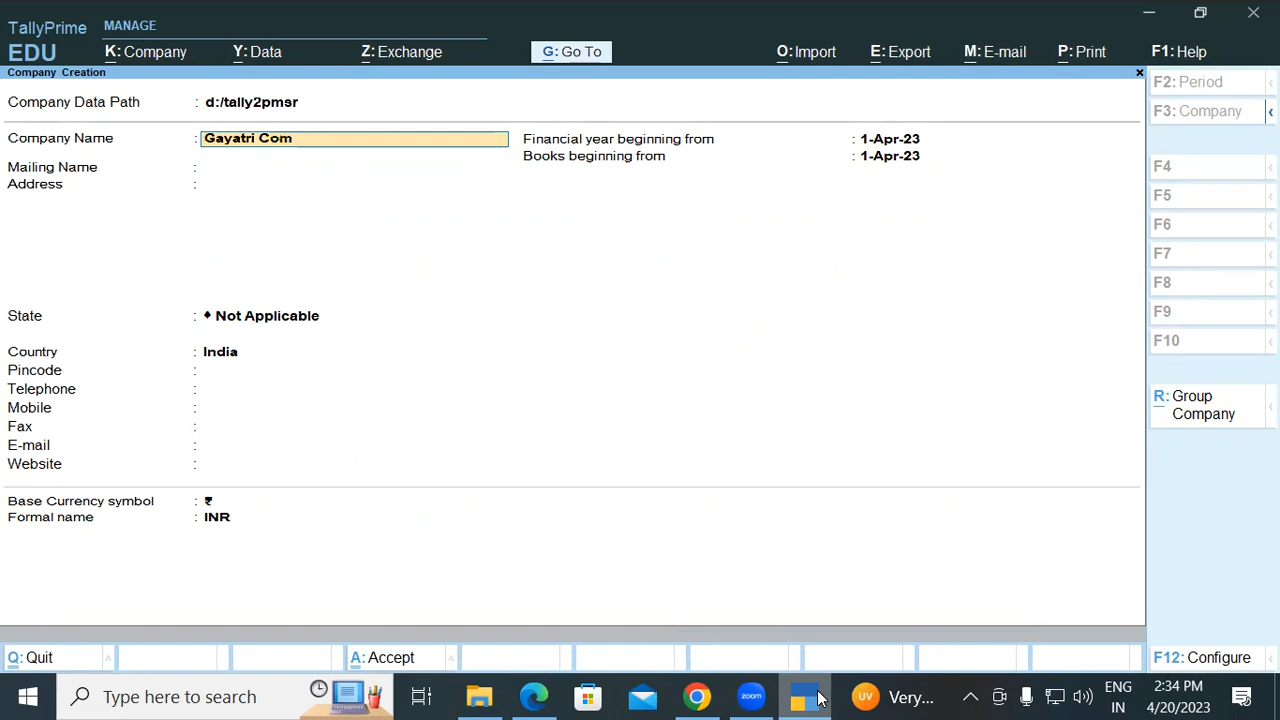 TallyPrime MANAGE
EDU K: Company Y: Data Z: Exchange G: Go To O: Import E: Export M: E-mail P: Print F1: Help
Company Creation ×
Company Data Path : d:/tally2pmsr
Company Name : Gayatri Com
Financial year beginning from : 1-Apr-23
Books beginning from : 1-Apr-23
Mailing Name :
Address :
State : ♦ Not Applicable
Country : India
Pincode :
Telephone :
Mobile :
Fax :
E-mail :
Website :
Base Currency symbol : ₹
Formal name : INR
F2: Period
F3: Company
F4
F5
F6
F7
F8
F9
F10
R: Group
Company
Q: Quit A: Accept F12: Configure
Type here to search
UV Very...
ENG
IN
2:34 PM
4/20/2023
zoom